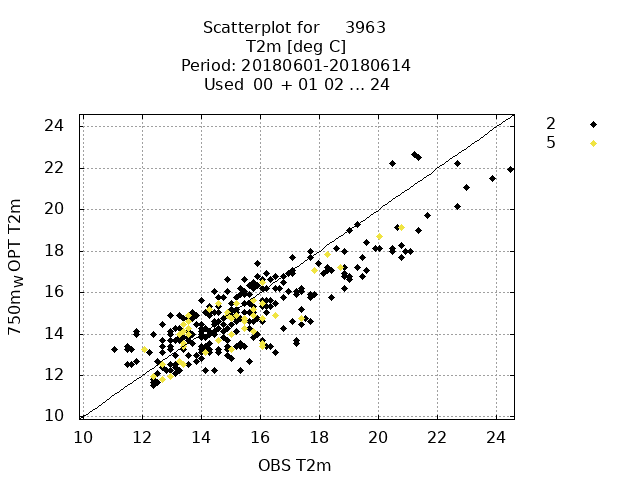 Scatterplot for 3963
T2m [deg C]
Period: 20180601-20180614
Used 00 + 01 02 ... 24
2
5
24
22
20
18
16
14
12
10
750mW OPT T2m
10 12 14 16 18 20 22 24
OBS T2m